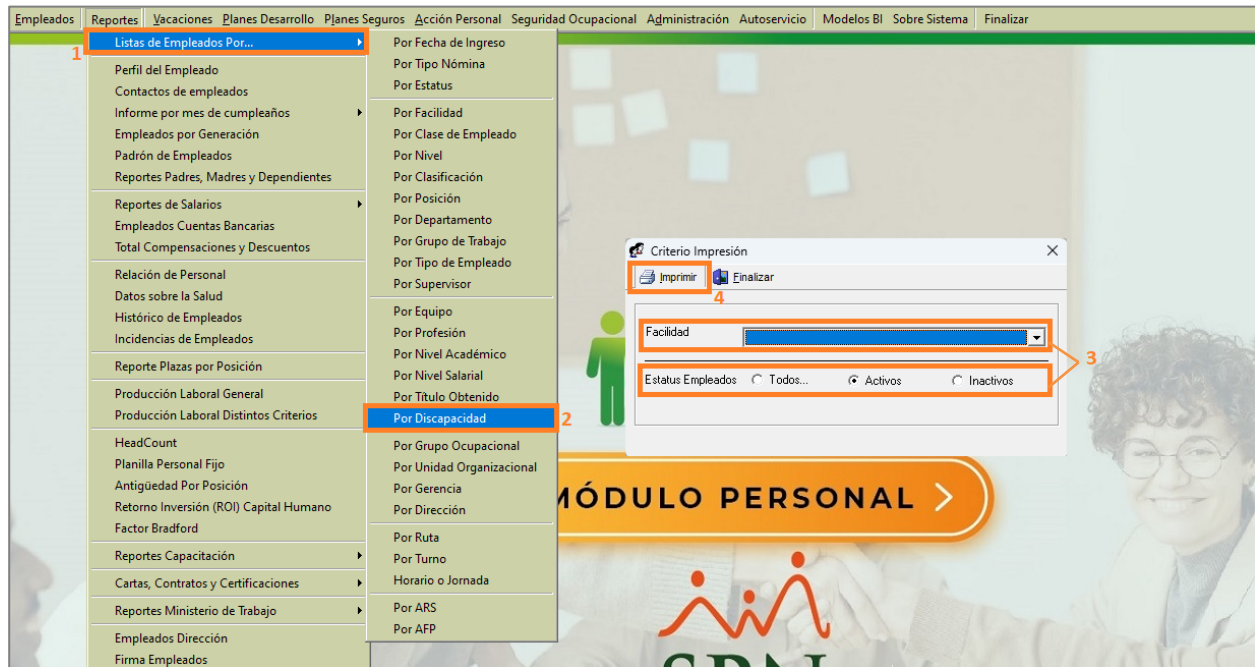 Empleados Reportes Vacaciones Planes Desarrollo Planes Seguros Acción Personal Seguridad Ocupacional Administración Autoservicio Modelos BI Sobre Sistema Finalizar
1
Listas de Empleados Por...
Perfil del Empleado
Contactos de empleados
Informe por mes de cumpleaños
Empleados por Generación
Padrón de Empleados
Reportes Padres, Madres y Dependientes
Reportes de Salarios
Empleados Cuentas Bancarias
Total Compensaciones y Descuentos
Relación de Personal
Datos sobre la Salud
Histórico de Empleados
Incidencias de Empleados
Reporte Plazas por Posición
Producción Laboral General
Producción Laboral Distintos Criterios
HeadCount
Planilla Personal Fijo
Antigüedad Por Posición
Retorno Inversión (ROI) Capital Humano
Factor Bradford
Reportes Capacitación
Cartas, Contratos y Certificaciones
Reportes Ministerio de Trabajo
Empleados Dirección
Firma Empleados
Por Fecha de Ingreso
Por Tipo Nómina
Por Estatus
Por Facilidad
Por Clase de Empleado
Por Nivel
Por Clasificación
Por Posición
Por Departamento
Por Grupo de Trabajo
Por Tipo de Empleado
Por Supervisor
Por Equipo
Por Profesión
Por Nivel Académico
Por Nivel Salarial
Por Título Obtenido
Por Discapacidad
2
Por Grupo Ocupacional
Por Unidad Organizacional
Por Gerencia
Por Dirección
Por Ruta
Por Turno
Horario o Jornada
Por ARS
Por AFP
Criterio Impresión
Imprimir Finalizar
4
Facilidad
3
Estatus Empleados Todos... Activos Inactivos
MÓDULO PERSONAL >
SPN